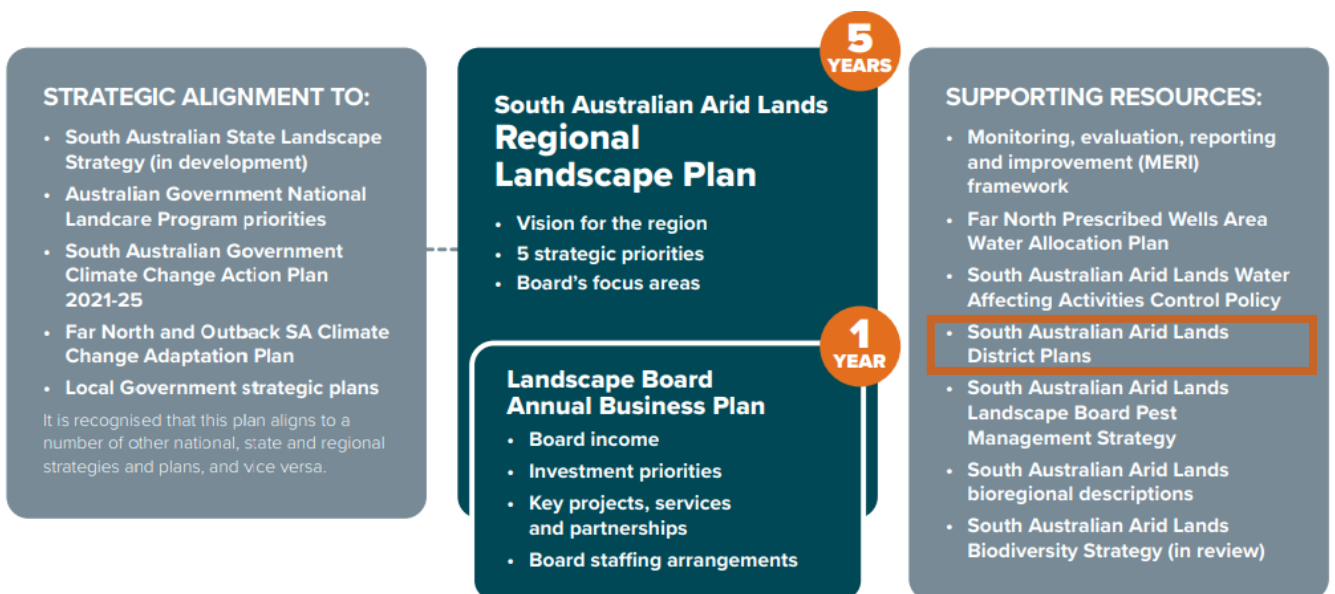 STRATEGIC ALIGNMENT TO:
• South Australian State Landscape
Strategy (in development)
• Australian Government National
Landcare Program priorities
• South Australian Government
Climate Change Action Plan
2021-25
• Far North and Outback SA Climate
Change Adaptation Plan
• Local Government strategic plans
It is recognised that this plan aligns to a
number of other national, state and regional
strategies and plans, and vice versa.
5
YEARS
South Australian Arid Lands
Regional
Landscape Plan
• Vision for the region
• 5 strategic priorities
• Board's focus areas
1
YEAR
Landscape Board
Annual Business Plan
• Board income
• Investment priorities
• Key projects, services
and partnerships
• Board staffing arrangements
SUPPORTING RESOURCES:
• Monitoring, evaluation, reporting
and improvement (MERI)
framework
• Far North Prescribed Wells Area
Water Allocation Plan
• South Australian Arid Lands Water
Affecting Activities Control Policy
• South Australian Arid Lands
District Plans
• South Australian Arid Lands
Landscape Board Pest
Management Strategy
• South Australian Arid Lands
bioregional descriptions
• South Australian Arid Lands
Biodiversity Strategy (in review)